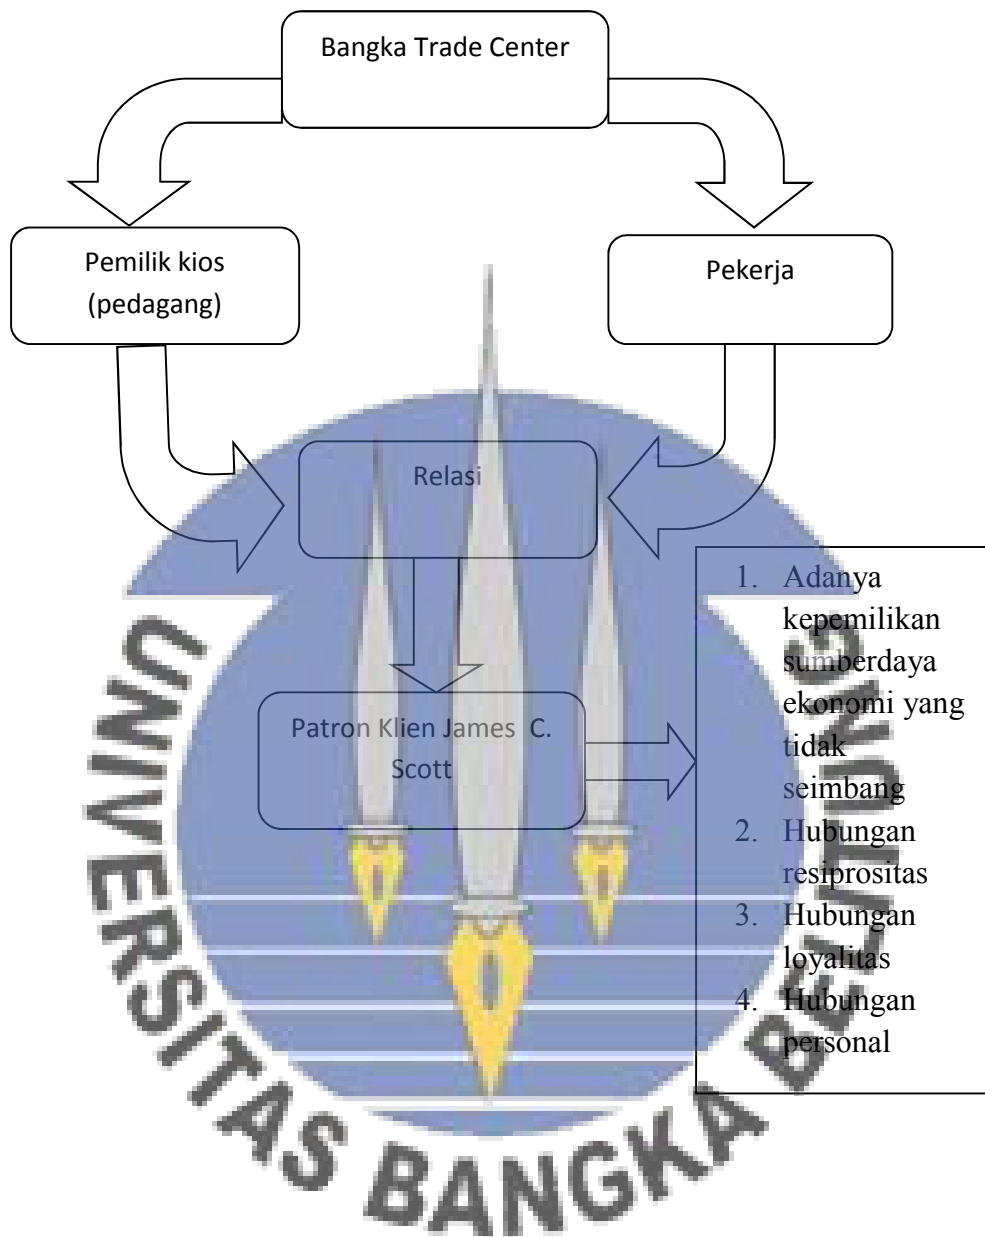 Bangka Trade Center
Pemilik kios
(pedagang)
Pekerja
Relasi
Patron Klien James C.
Scott
1. Adanya
kepemilikan
sumberdaya
ekonomi yang
tidak
seimbang
2. Hubungan
resiprositas
3. Hubungan
loyalitas
4. Hubungan
personal
UNIVERSITAS BANGKA BELITUNG